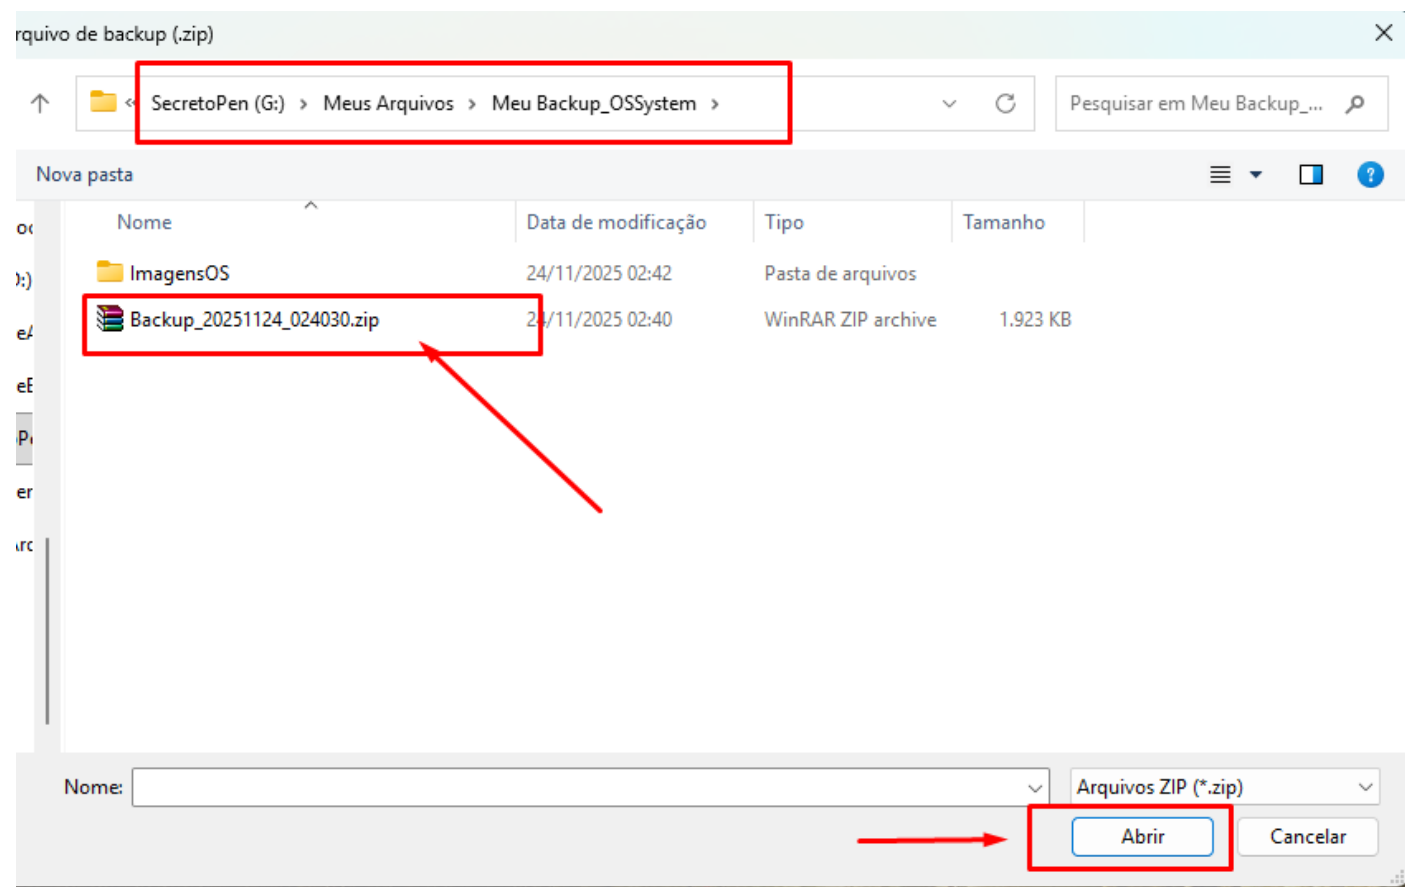 rquivo de backup (.zip)
« SecretoPen (G:) > Meus Arquivos > Meu Backup_OSSystem >
Pesquisar em Meu Backup_...
Nova pasta
Nome
Data de modificação
Tipo
Tamanho
ImagensOS
24/11/2025 02:42
Pasta de arquivos
Backup_20251124_024030.zip
24/11/2025 02:40
WinRAR ZIP archive
1.923 KB
Nome:
Arquivos ZIP (*.zip)
Abrir
Cancelar